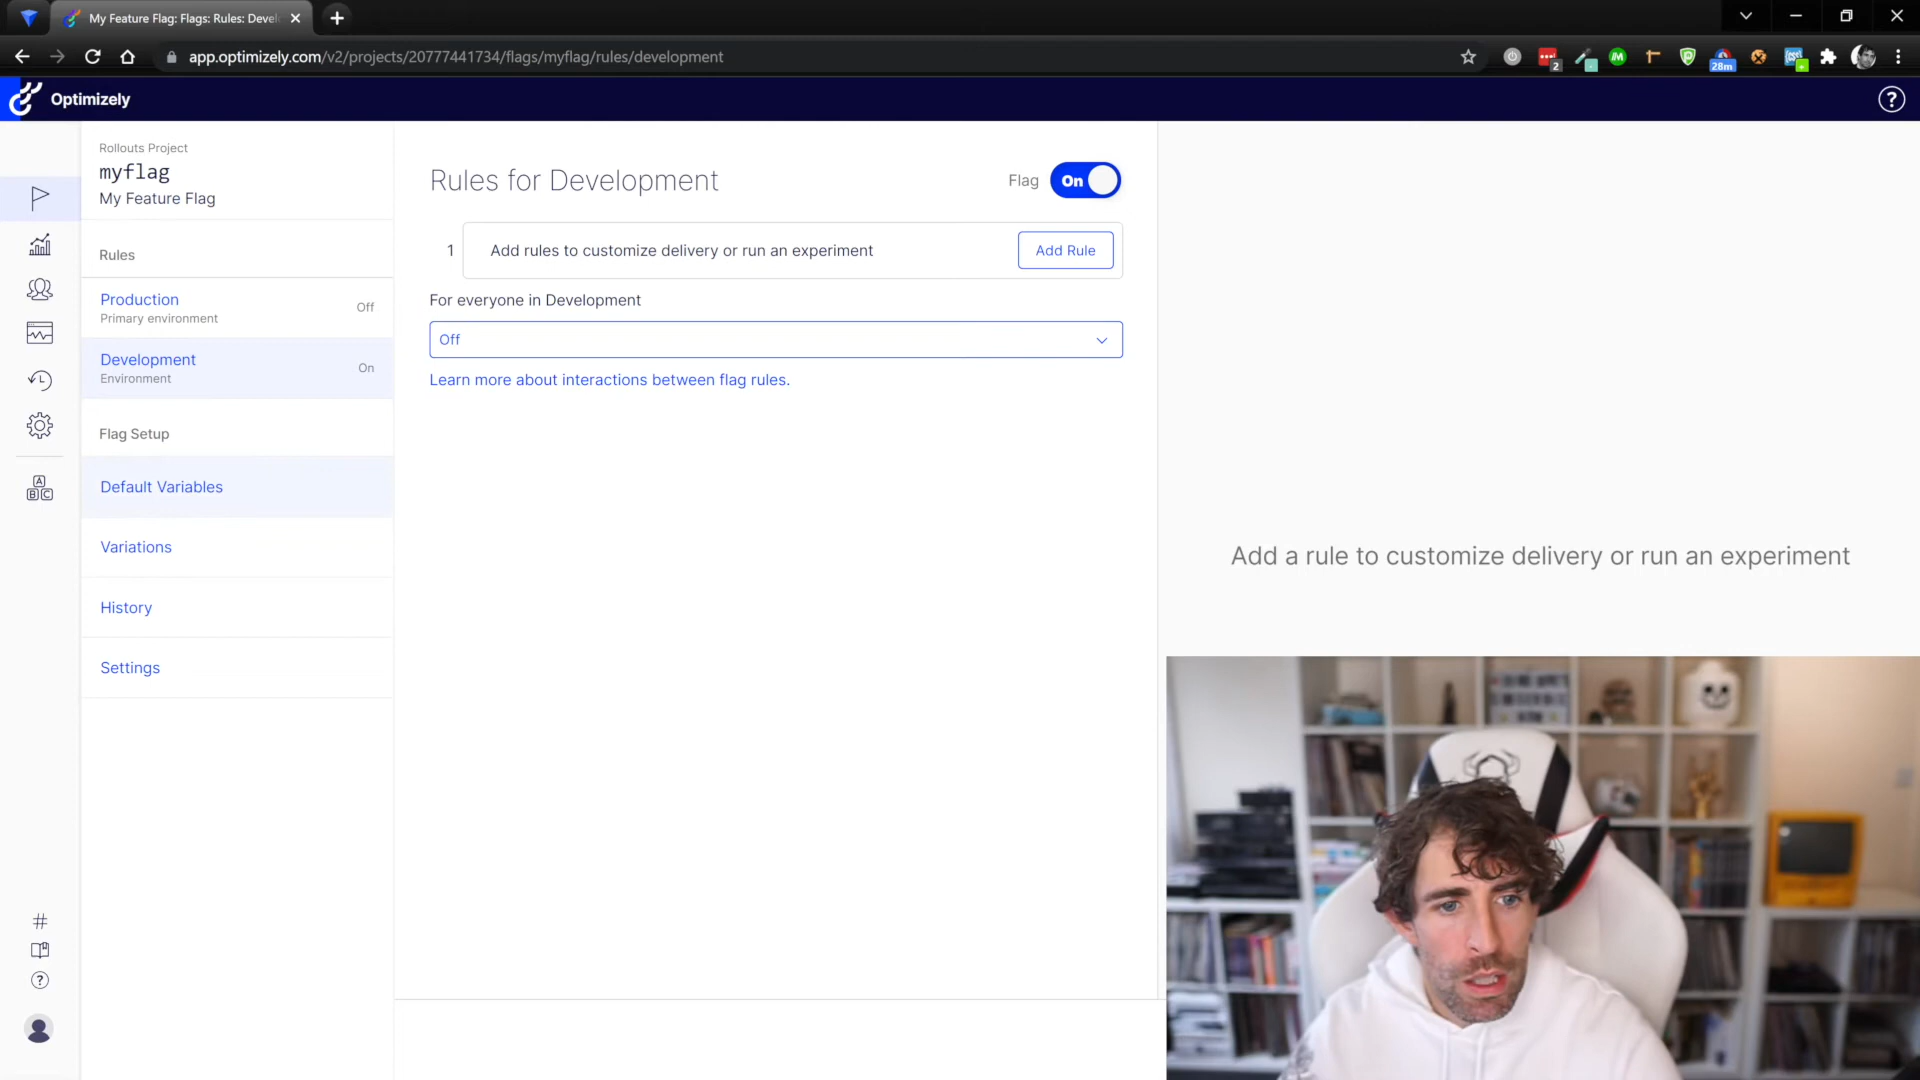 My Feature Flag: Flags: Rules: Devel
app.optimizely.com/v2/projects/20777441734/flags/myflag/rules/development
2
28m
Optimizely
?
Rollouts Project
myflag
My Feature Flag
Rules
Production
Primary environment
Off
Development
Environment
On
Flag Setup
Default Variables
Variations
History
Settings
A
B C
#
?
Rules for Development
Flag
On
1
Add rules to customize delivery or run an experiment
Add Rule
For everyone in Development
Off
Learn more about interactions between flag rules.
Add a rule to customize delivery or run an experiment